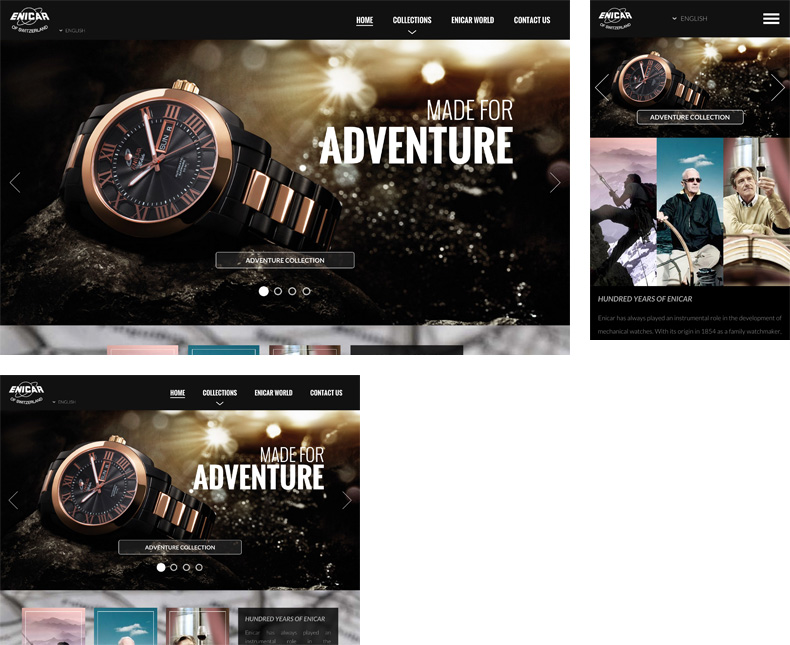 ENICAR
OF SWITZERLAND
ENGLISH
HOME
COLLECTIONS
ENICAR WORLD
CONTACT US
MADE FOR
ADVENTURE
SUN 8
ADVENTURE COLLECTION
ENICAR
OF SWITZERLAND
ENGLISH
ADVENTURE COLLECTION
HUNDRED YEARS OF ENICAR
Enicar has always played an instrumental role in the development of
mechanical watches. With its origin in 1854 as a family watchmaker,
ENICAR
OF SWITZERLAND
ENGLISH
HOME
COLLECTIONS
ENICAR WORLD
CONTACT US
MADE FOR
ADVENTURE
ADVENTURE COLLECTION
HUNDRED YEARS OF ENICAR
Enicar has always played an
instrumental role in the